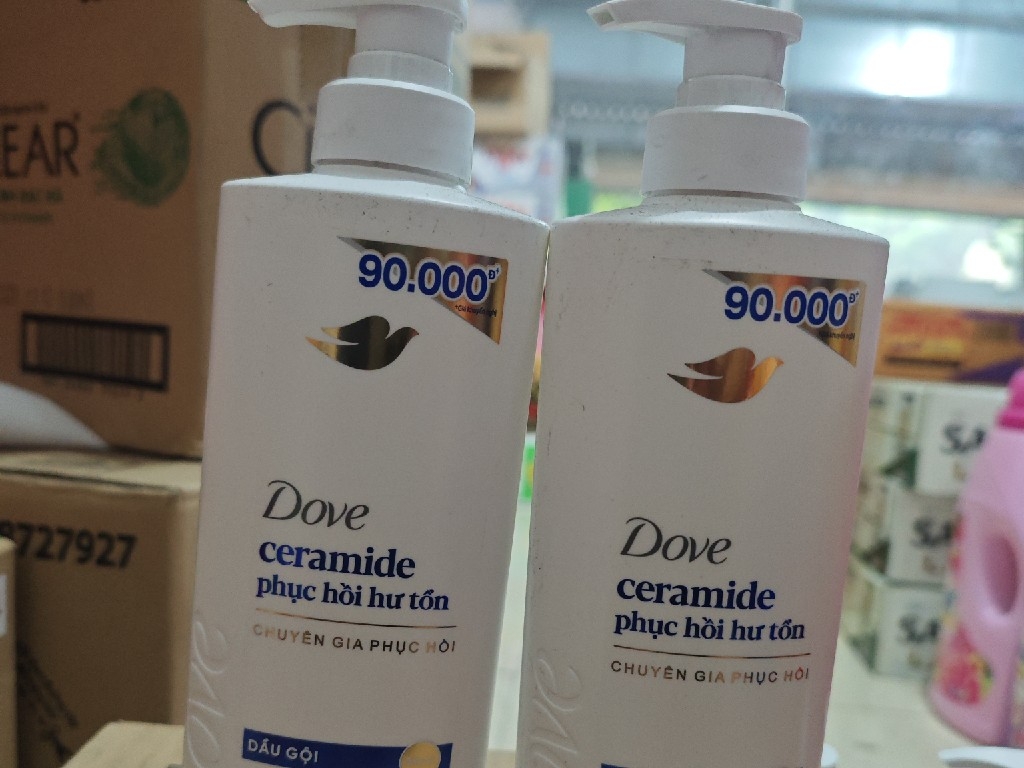 EAR
9727927
90.000Đ*
Dove
ceramide
phục hồi hư tổn
CHUYÊN GIA PHỤC HỒI
DẦU GỘI
90.000Đ*
Dove
ceramide
phục hồi hư tổn
CHUYÊN GIA PHỤC HỒI